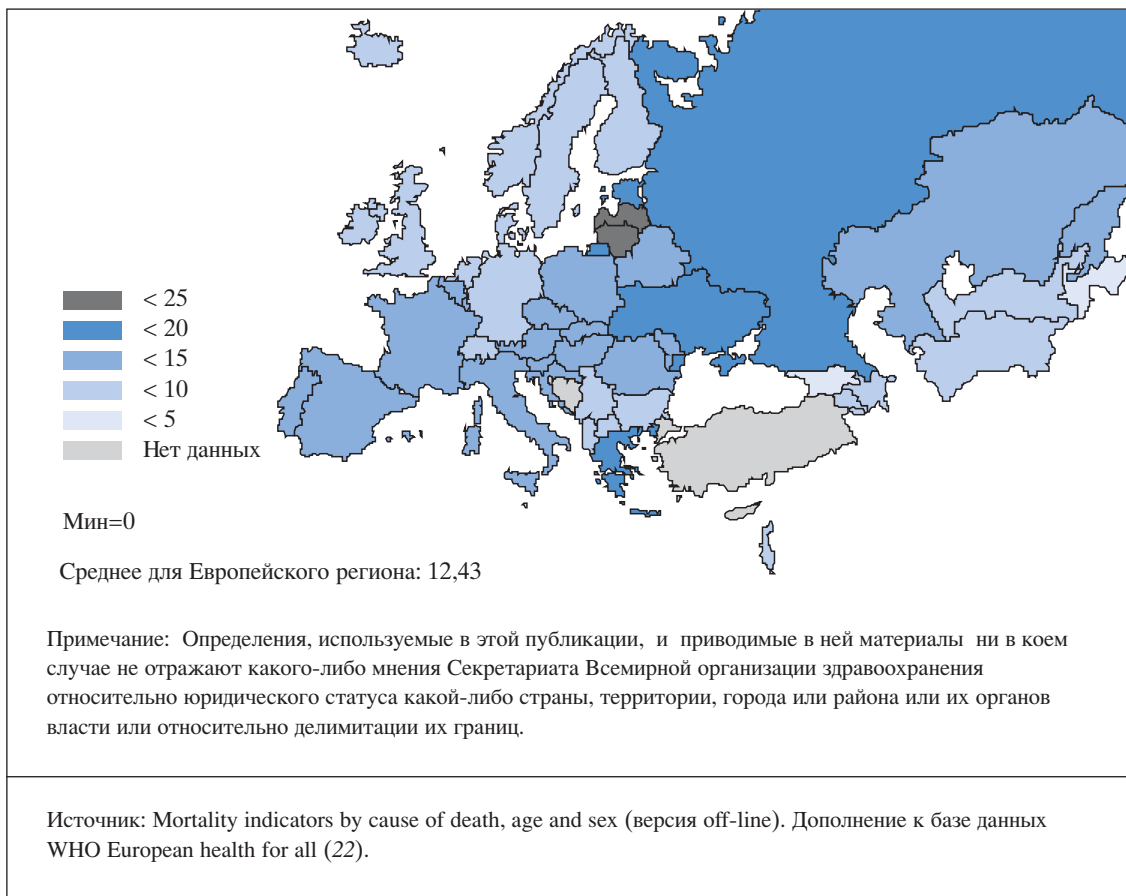 < 25
< 20
< 15
< 10
< 5
Нет данных
Мин=0
Среднее для Европейского региона: 12,43
Примечание: Определения, используемые в этой публикации, и приводимые в ней материалы ни в коем
случае не отражают какого-либо мнения Секретариата Всемирной организации здравоохранения
относительно юридического статуса какой-либо страны, территории, города или района или их органов
власти или относительно делимитации их границ.
Источник: Mortality indicators by cause of death, age and sex (версия off-line). Дополнение к базе данных
WHO European health for all (22).